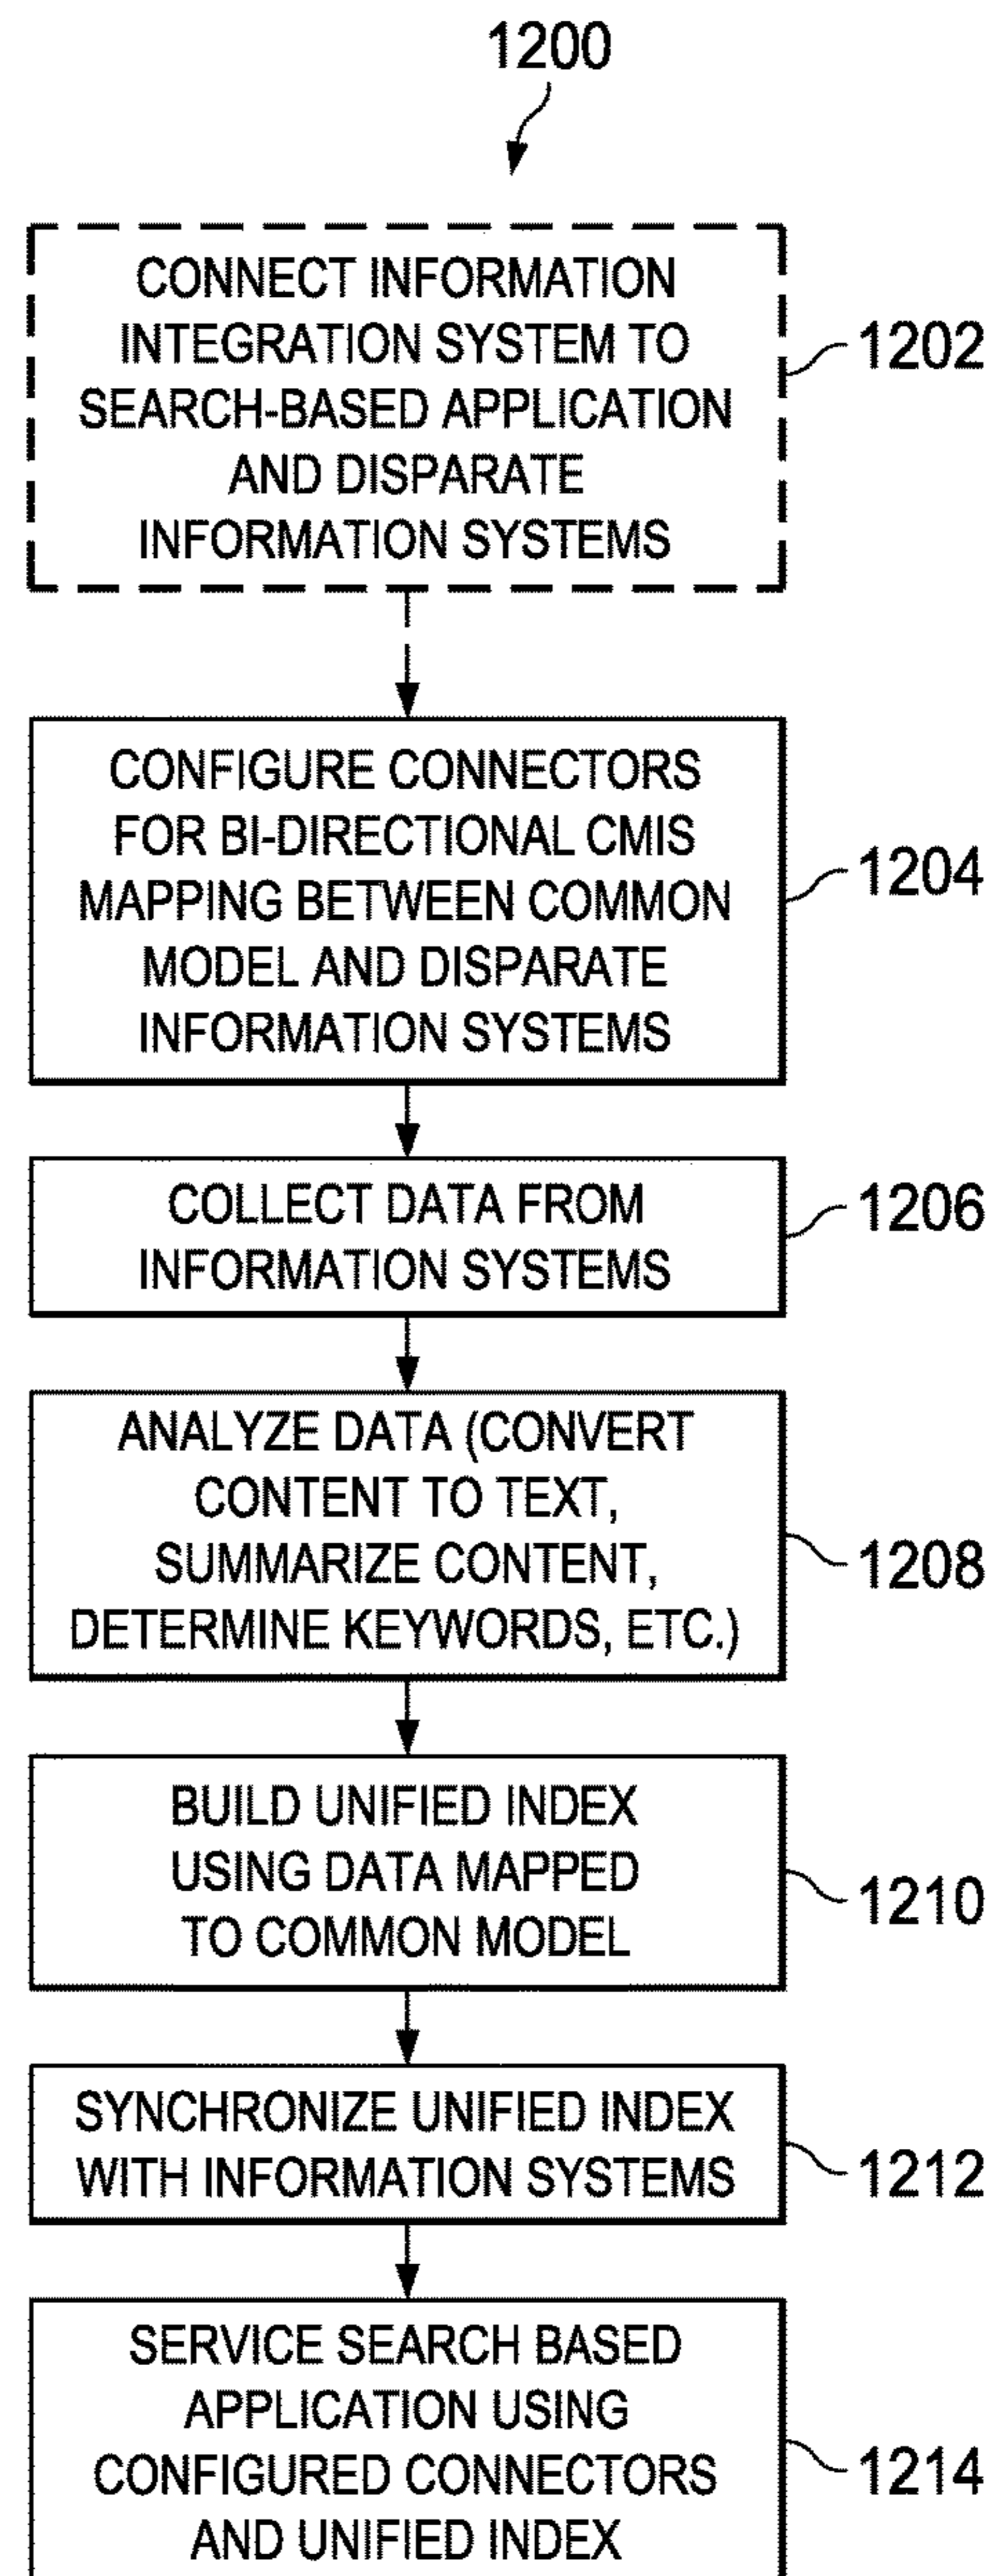 1200
CONNECT INFORMATION
INTEGRATION SYSTEM TO
SEARCH-BASED APPLICATION
AND DISPARATE
INFORMATION SYSTEMS
1202
CONFIGURE CONNECTORS
FOR BI-DIRECTIONAL CMIS
MAPPING BETWEEN COMMON
MODEL AND DISPARATE
INFORMATION SYSTEMS
1204
COLLECT DATA FROM
INFORMATION SYSTEMS
1206
ANALYZE DATA (CONVERT
CONTENT TO TEXT,
SUMMARIZE CONTENT,
DETERMINE KEYWORDS, ETC.)
1208
BUILD UNIFIED INDEX
USING DATA MAPPED
TO COMMON MODEL
1210
SYNCHRONIZE UNIFIED INDEX
WITH INFORMATION SYSTEMS
1212
SERVICE SEARCH BASED
APPLICATION USING
CONFIGURED CONNECTORS
AND UNIFIED INDEX
1214